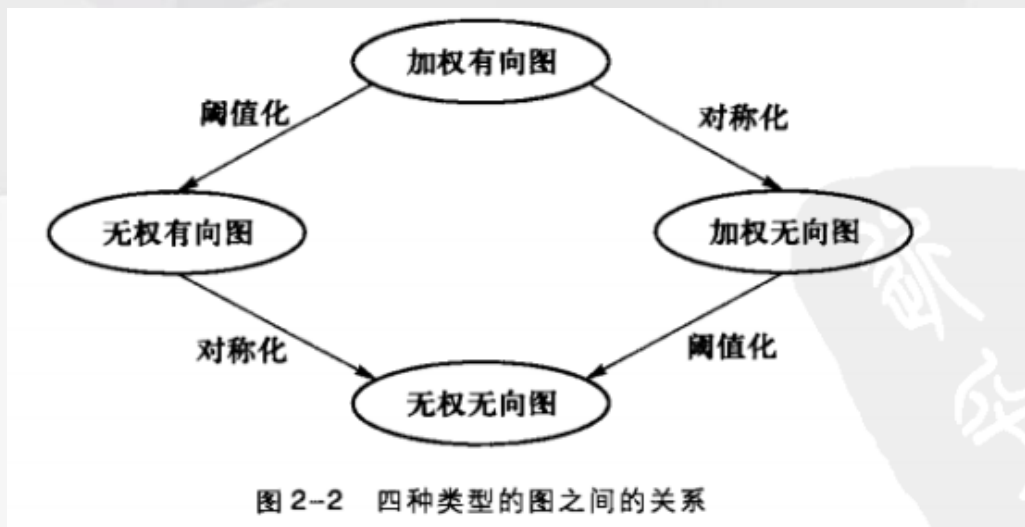 加权有向图
阈值化
对称化
无权有向图
加权无向图
对称化
阈值化
无权无向图
图 2-2 四种类型的图之间的关系